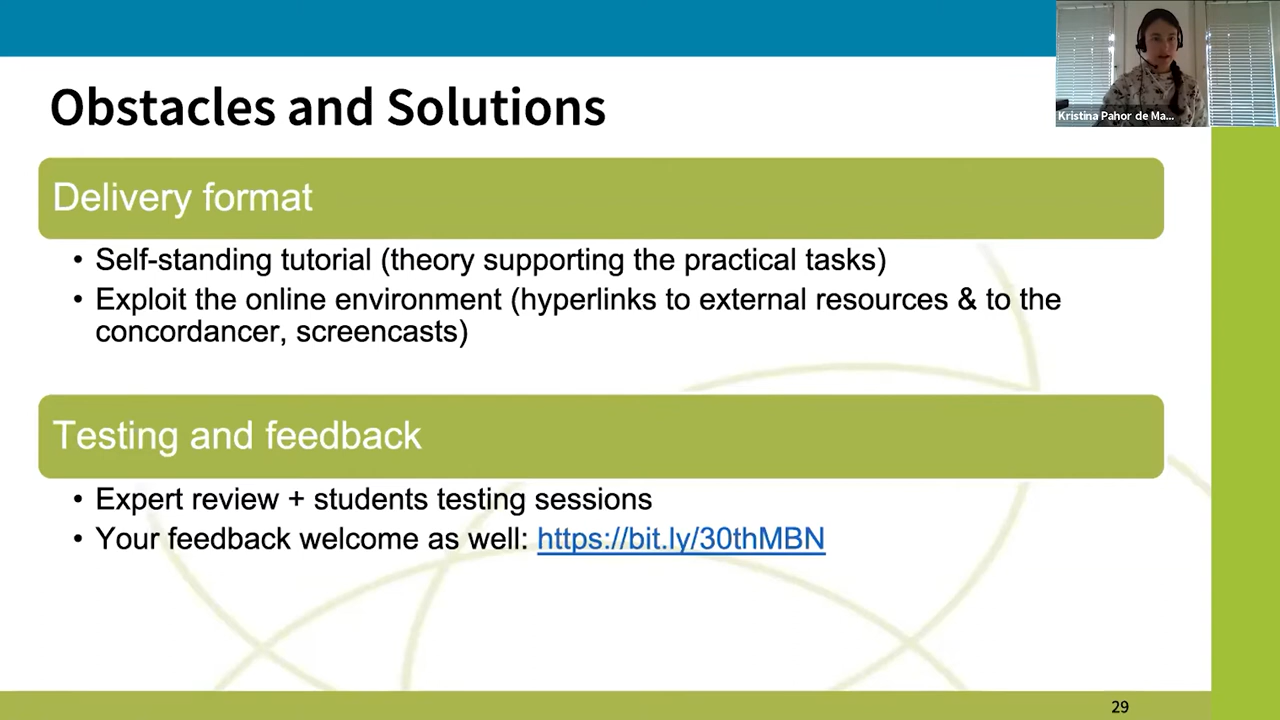 Kristina Pahor de Ma...
Obstacles and Solutions
Delivery format
• Self-standing tutorial (theory supporting the practical tasks)
• Exploit the online environment (hyperlinks to external resources & to the
concordancer, screencasts)
Testing and feedback
• Expert review + students testing sessions
• Your feedback welcome as well: https://bit.ly/30thMBN
29